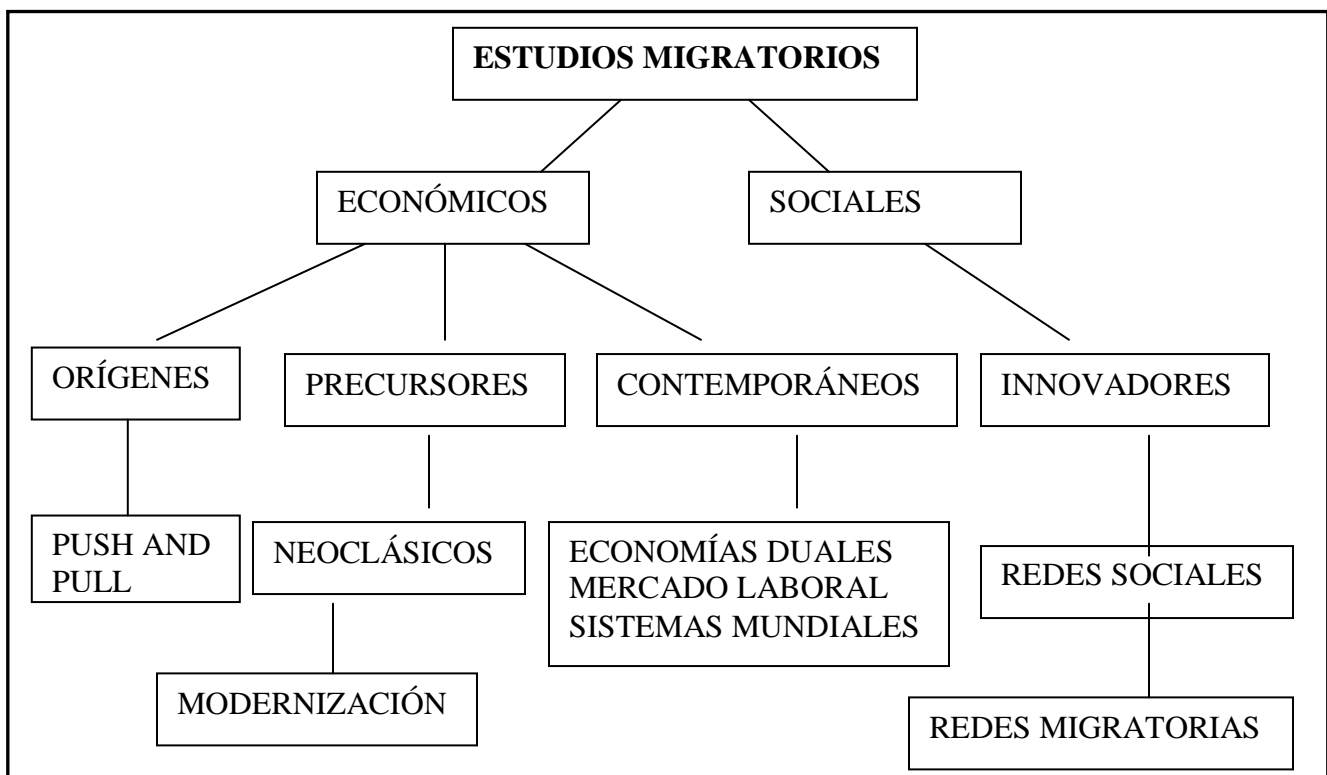 ESTUDIOS MIGRATORIOS
ECONÓMICOS
SOCIALES
ORÍGENES
PRECURSORES
CONTEMPORÁNEOS
INNOVADORES
PUSH AND
PULL
NEOCLÁSICOS
ECONOMÍAS DUALES
MERCADO LABORAL
SISTEMAS MUNDIALES
REDES SOCIALES
MODERNIZACIÓN
REDES MIGRATORIAS